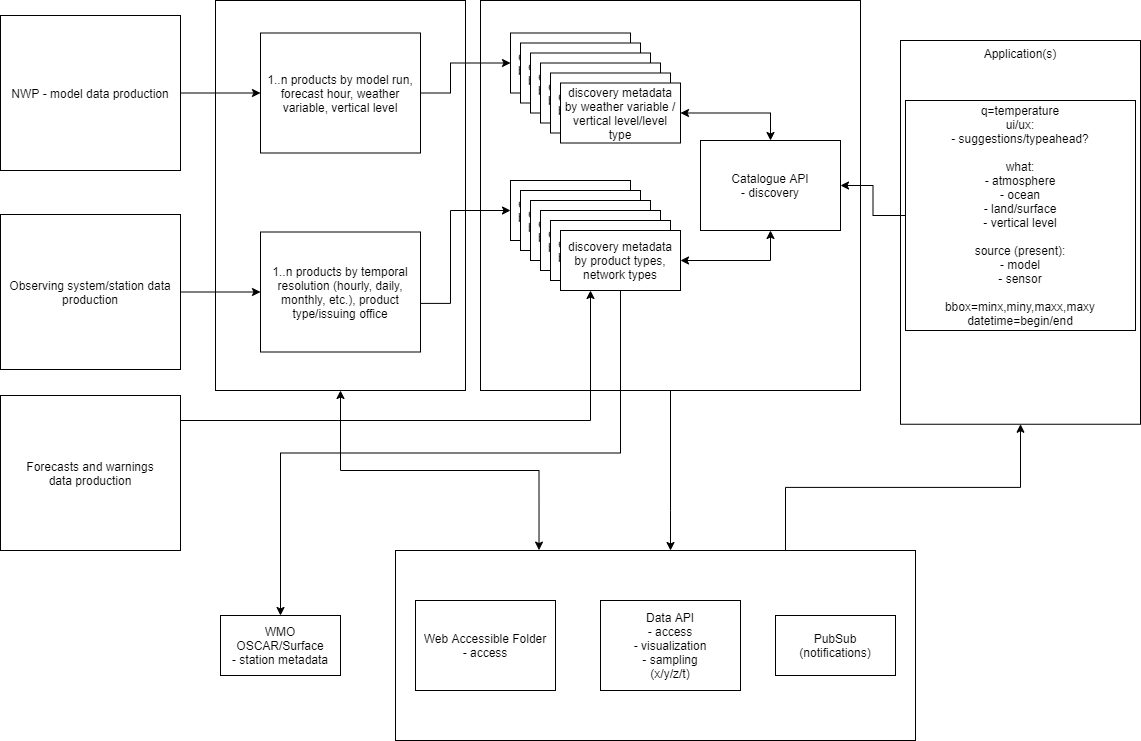 NWP - model data production
1..n products by model run,
forecast hour, weather
variable, vertical level
discovery metadata
by weather variable /
vertical level/level
type
Catalogue API
- discovery
Application(s)
q=temperature
ui/ux:
- suggestions/typeahead?
what:
- atmosphere
- ocean
- land/surface
- vertical level
source (present):
- model
- sensor
bbox=minx,miny,maxx,maxy
datetime=begin/end
Observing system/station data
production
1..n products by temporal
resolution (hourly, daily,
monthly, etc.), product
type/issuing office
discovery metadata
by product types,
network types
Forecasts and warnings
data production
WMO
OSCAR/Surface
- station metadata
Web Accessible Folder
- access
Data API
- access
- visualization
- sampling
(x/y/z/t)
PubSub
(notifications)